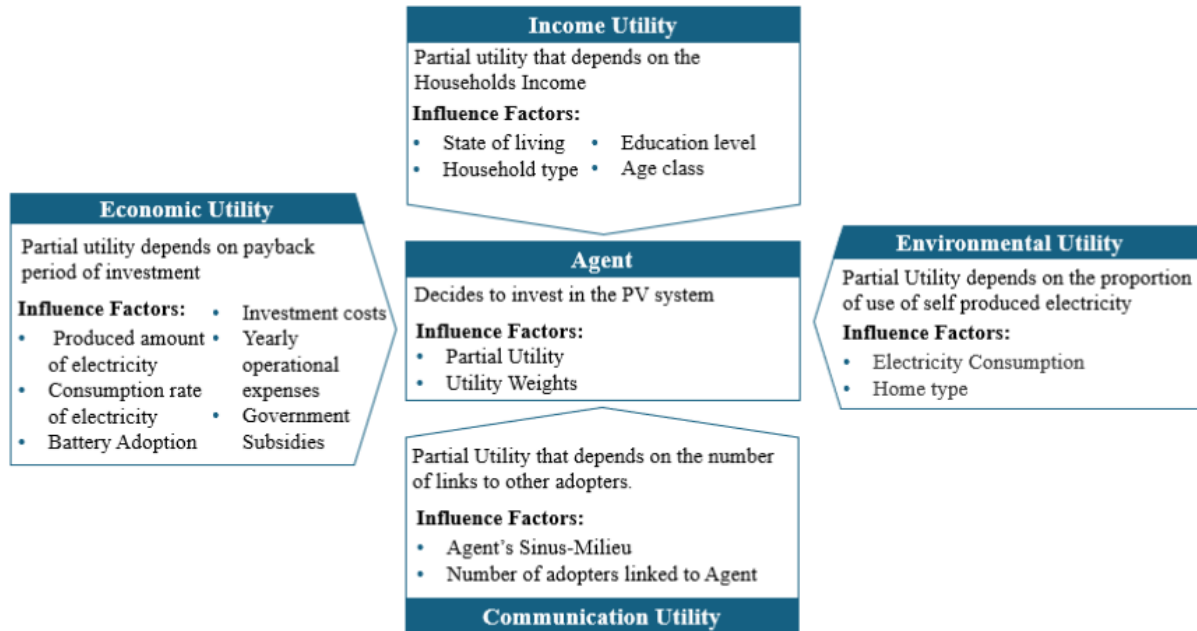 Income Utility
Partial utility that depends on the
Households Income
Influence Factors:
• State of living
• Household type
• Education level
• Age class
Economic Utility
Partial utility depends on payback
period of investment
Influence Factors:
• Produced amount
of electricity
• Consumption rate
of electricity
• Battery Adoption
• Investment costs
• Yearly
operational
expenses
• Government
Subsidies
Agent
Decides to invest in the PV system
Influence Factors:
• Partial Utility
• Utility Weights
Environmental Utility
Partial Utility depends on the proportion
of use of self produced electricity
Influence Factors:
• Electricity Consumption
• Home type
Partial Utility that depends on the number
of links to other adopters.
Influence Factors:
• Agent’s Sinus-Milieu
• Number of adopters linked to Agent
Communication Utility